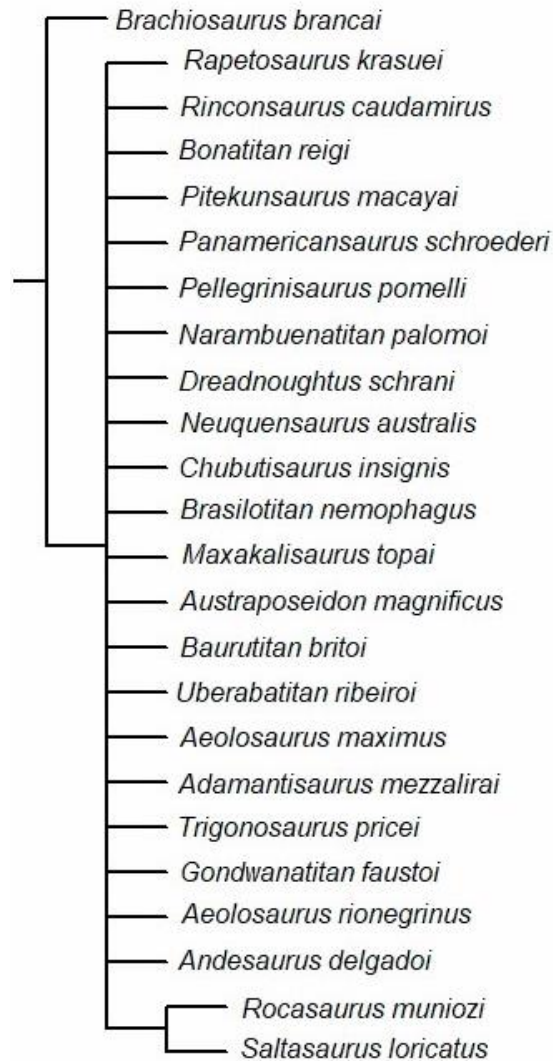 Brachiosaurus brancai
Rapetosaurus krasuei
Rinconsaurus caudamirus
Bonatitan reigi
Pitekunsaurus macayai
Panamericansaurus schroederi
Pellegrinisaurus pomelli
Narambuenatitan palomoi
Dreadnoughtus schrani
Neuquensaurus australis
Chubutisaurus insignis
Brasilotitan nemophagus
Maxakalisaurus topai
Austraposeidon magnificus
Baurutitan britoi
Uberabatitan ribeiroi
Aeolosaurus maximus
Adamantisaurus mezzalirai
Trigonosaurus pricei
Gondwanatitan faustoi
Aeolosaurus rionegrinus
Andesaurus delgadoi
Rocasaurus muniozi
Saltasaurus loricatus